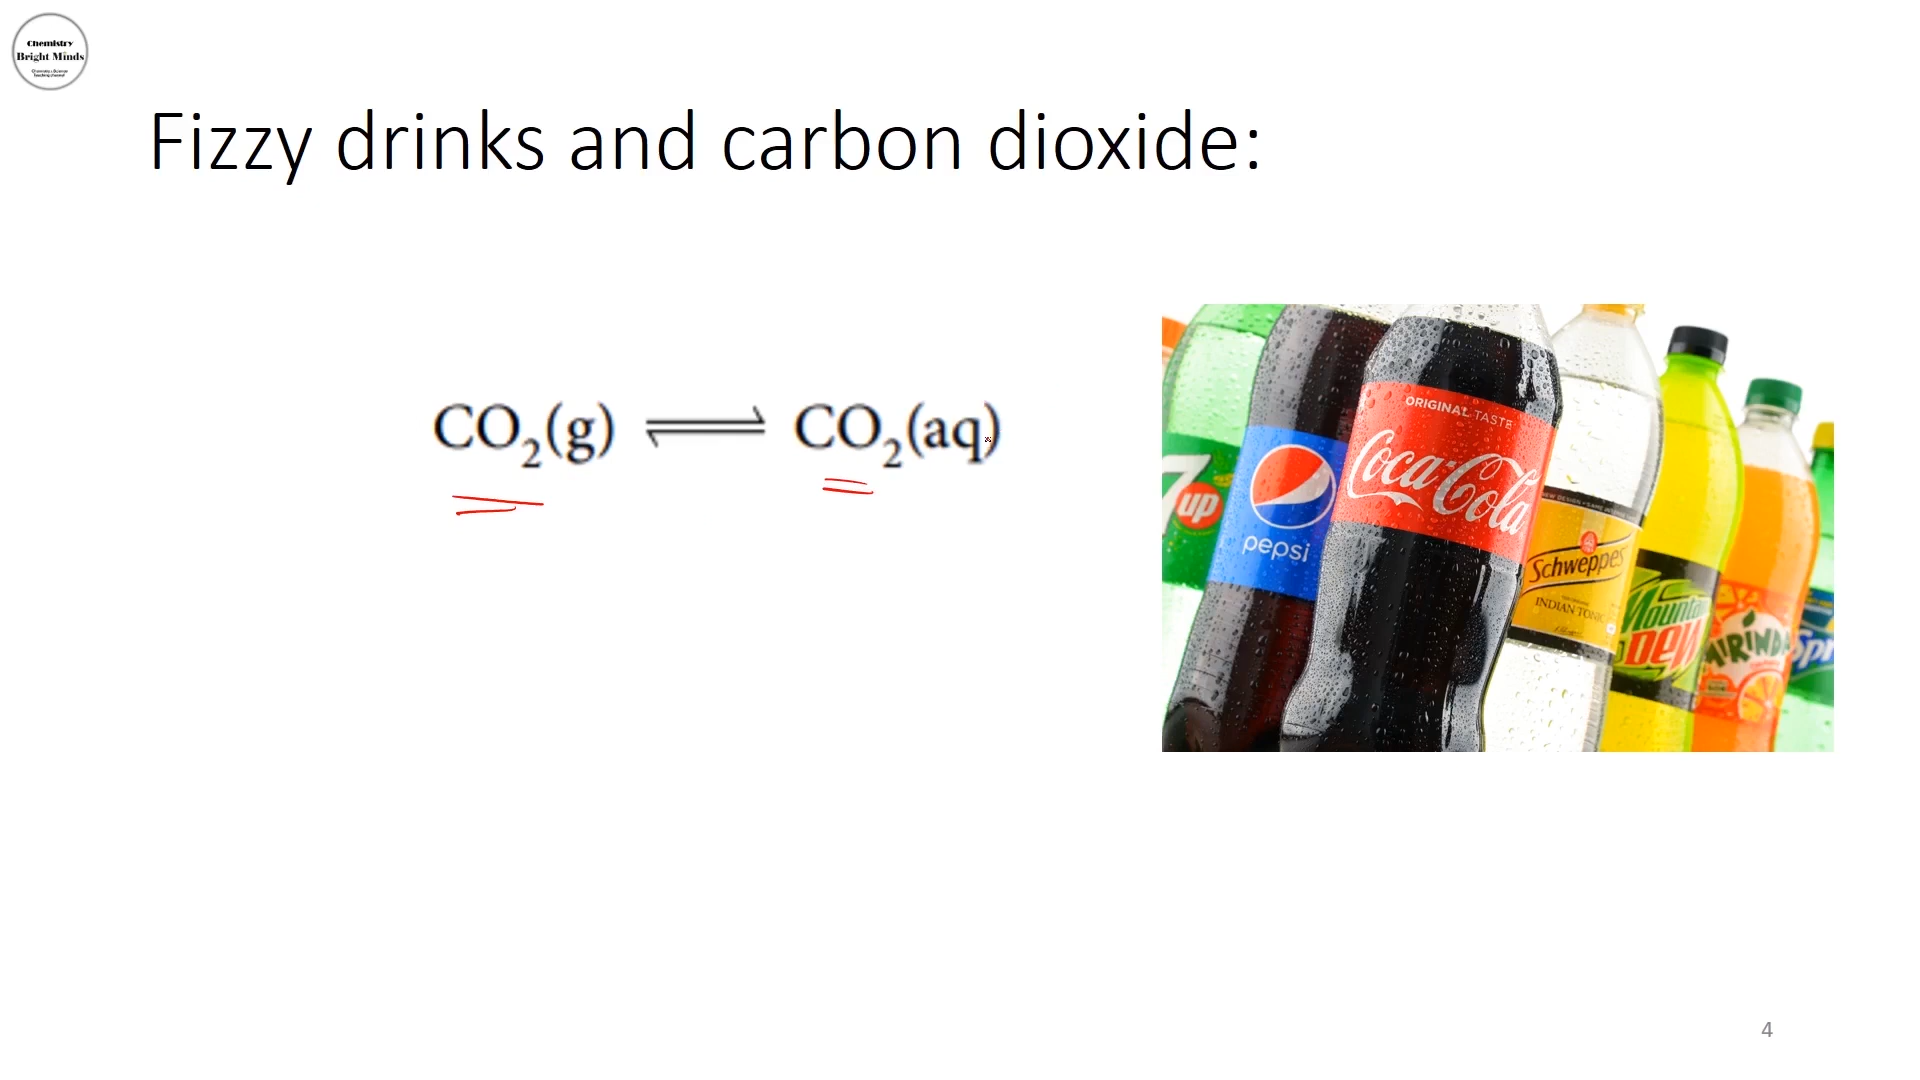 Chemistry
Bright Minds
Fizzy drinks and carbon dioxide:
CO₂(g) ⇌ CO₂(aq)
7up
pepsi
ORIGINAL TASTE
Coca-Cola
Schweppes
INDIAN TONIC
Mountain
DEW
MIRINDA
Spr
4